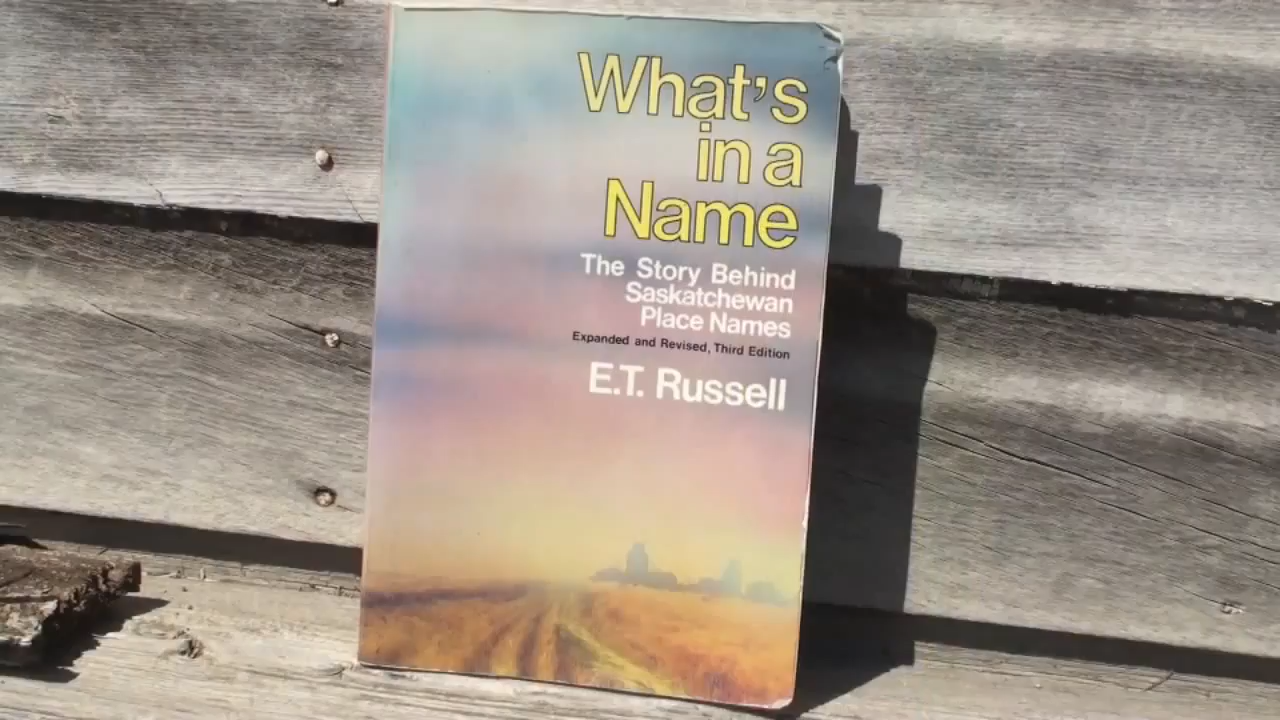 What's
in a
Name
The Story Behind
Saskatchewan
Place Names
Expanded and Revised, Third Edition
E.T. Russell